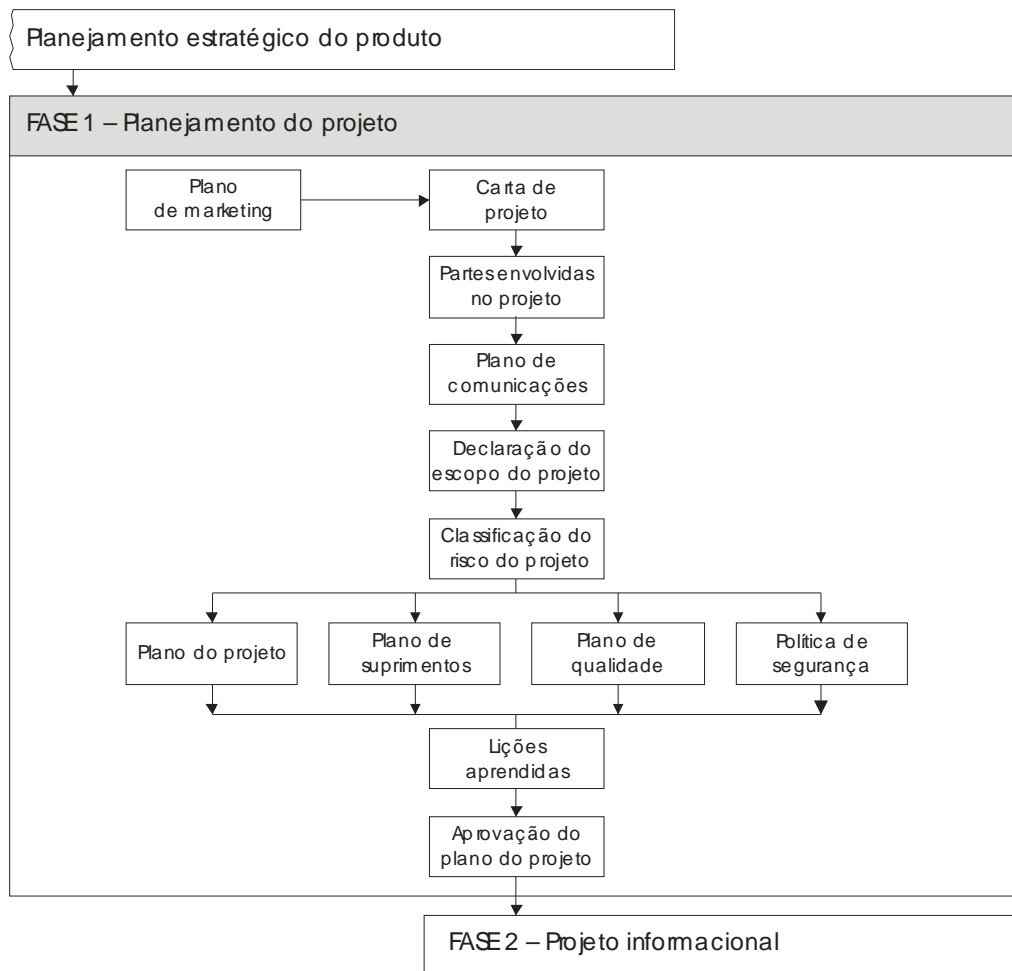 Planejamento estratégico do produto
FASE 1 – Planejamento do projeto
Plano
de marketing
Carta de
projeto
Partes envolvidas
no projeto
Plano de
comunicações
Declaração do
escopo do projeto
Classificação do
risco do projeto
Plano do projeto
Plano de
suprimentos
Plano de
qualidade
Política de
segurança
Lições
aprendidas
Aprovação do
plano do projeto
FASE 2 – Projeto informacional